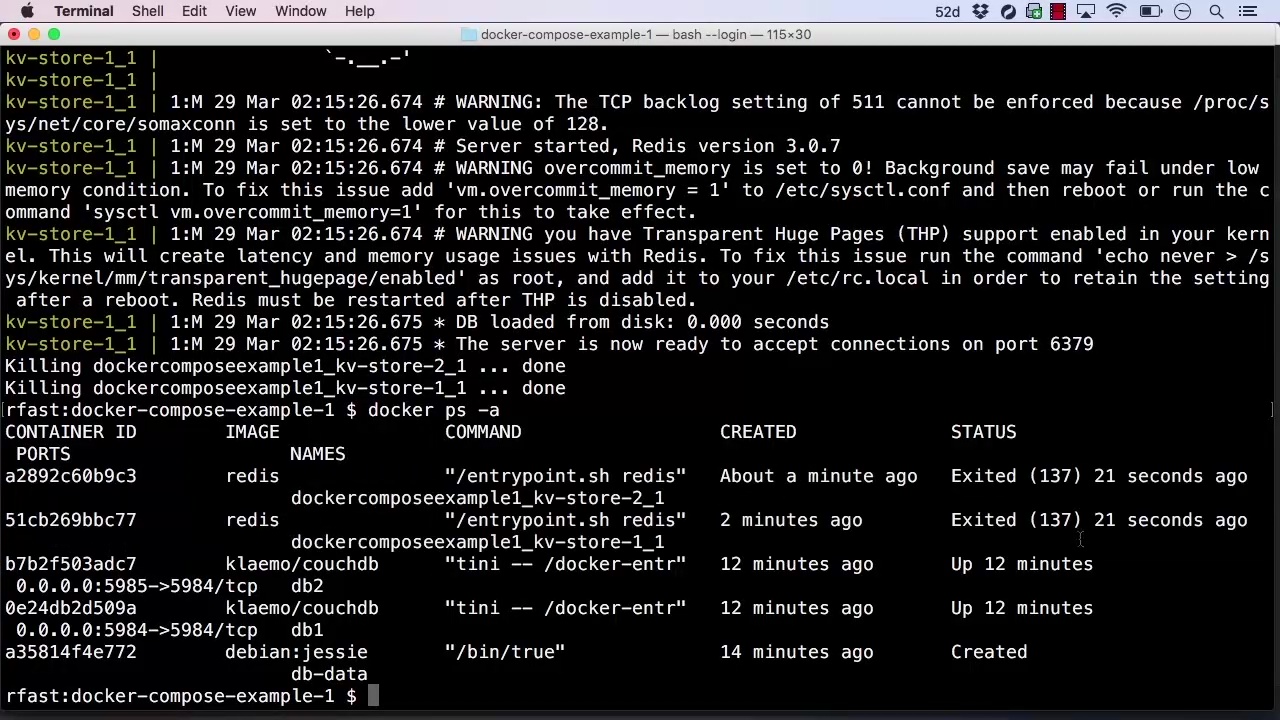 Terminal Shell Edit View Window Help 52d
docker-compose-example-1 — bash --login — 115×30
kv-store-1_1 |                `-.__.-'
kv-store-1_1 |
kv-store-1_1 | 1:M 29 Mar 02:15:26.674 # WARNING: The TCP backlog setting of 511 cannot be enforced because /proc/s
ys/net/core/somaxconn is set to the lower value of 128.
kv-store-1_1 | 1:M 29 Mar 02:15:26.674 # Server started, Redis version 3.0.7
kv-store-1_1 | 1:M 29 Mar 02:15:26.674 # WARNING overcommit_memory is set to 0! Background save may fail under low
memory condition. To fix this issue add 'vm.overcommit_memory = 1' to /etc/sysctl.conf and then reboot or run the c
ommand 'sysctl vm.overcommit_memory=1' for this to take effect.
kv-store-1_1 | 1:M 29 Mar 02:15:26.674 # WARNING you have Transparent Huge Pages (THP) support enabled in your kern
el. This will create latency and memory usage issues with Redis. To fix this issue run the command 'echo never > /s
ys/kernel/mm/transparent_hugepage/enabled' as root, and add it to your /etc/rc.local in order to retain the setting
 after a reboot. Redis must be restarted after THP is disabled.
kv-store-1_1 | 1:M 29 Mar 02:15:26.675 * DB loaded from disk: 0.000 seconds
kv-store-1_1 | 1:M 29 Mar 02:15:26.675 * The server is now ready to accept connections on port 6379
Killing dockercomposeexample1_kv-store-2_1 ... done
Killing dockercomposeexample1_kv-store-1_1 ... done
rfast:docker-compose-example-1 $ docker ps -a
CONTAINER ID        IMAGE               COMMAND                  CREATED              STATUS
 PORTS                    NAMES
a2892c60b9c3        redis               "/entrypoint.sh redis"   About a minute ago   Exited (137) 21 seconds ago
                          dockercomposeexample1_kv-store-2_1
51cb269bbc77        redis               "/entrypoint.sh redis"   2 minutes ago        Exited (137) 21 seconds ago
                          dockercomposeexample1_kv-store-1_1
b7b2f503adc7        klaemo/couchdb      "tini -- /docker-entr"   12 minutes ago       Up 12 minutes
 0.0.0.0:5985->5984/tcp   db2
0e24db2d509a        klaemo/couchdb      "tini -- /docker-entr"   12 minutes ago       Up 12 minutes
 0.0.0.0:5984->5984/tcp   db1
a35814f4e772        debian:jessie       "/bin/true"              14 minutes ago       Created
                          db-data
rfast:docker-compose-example-1 $